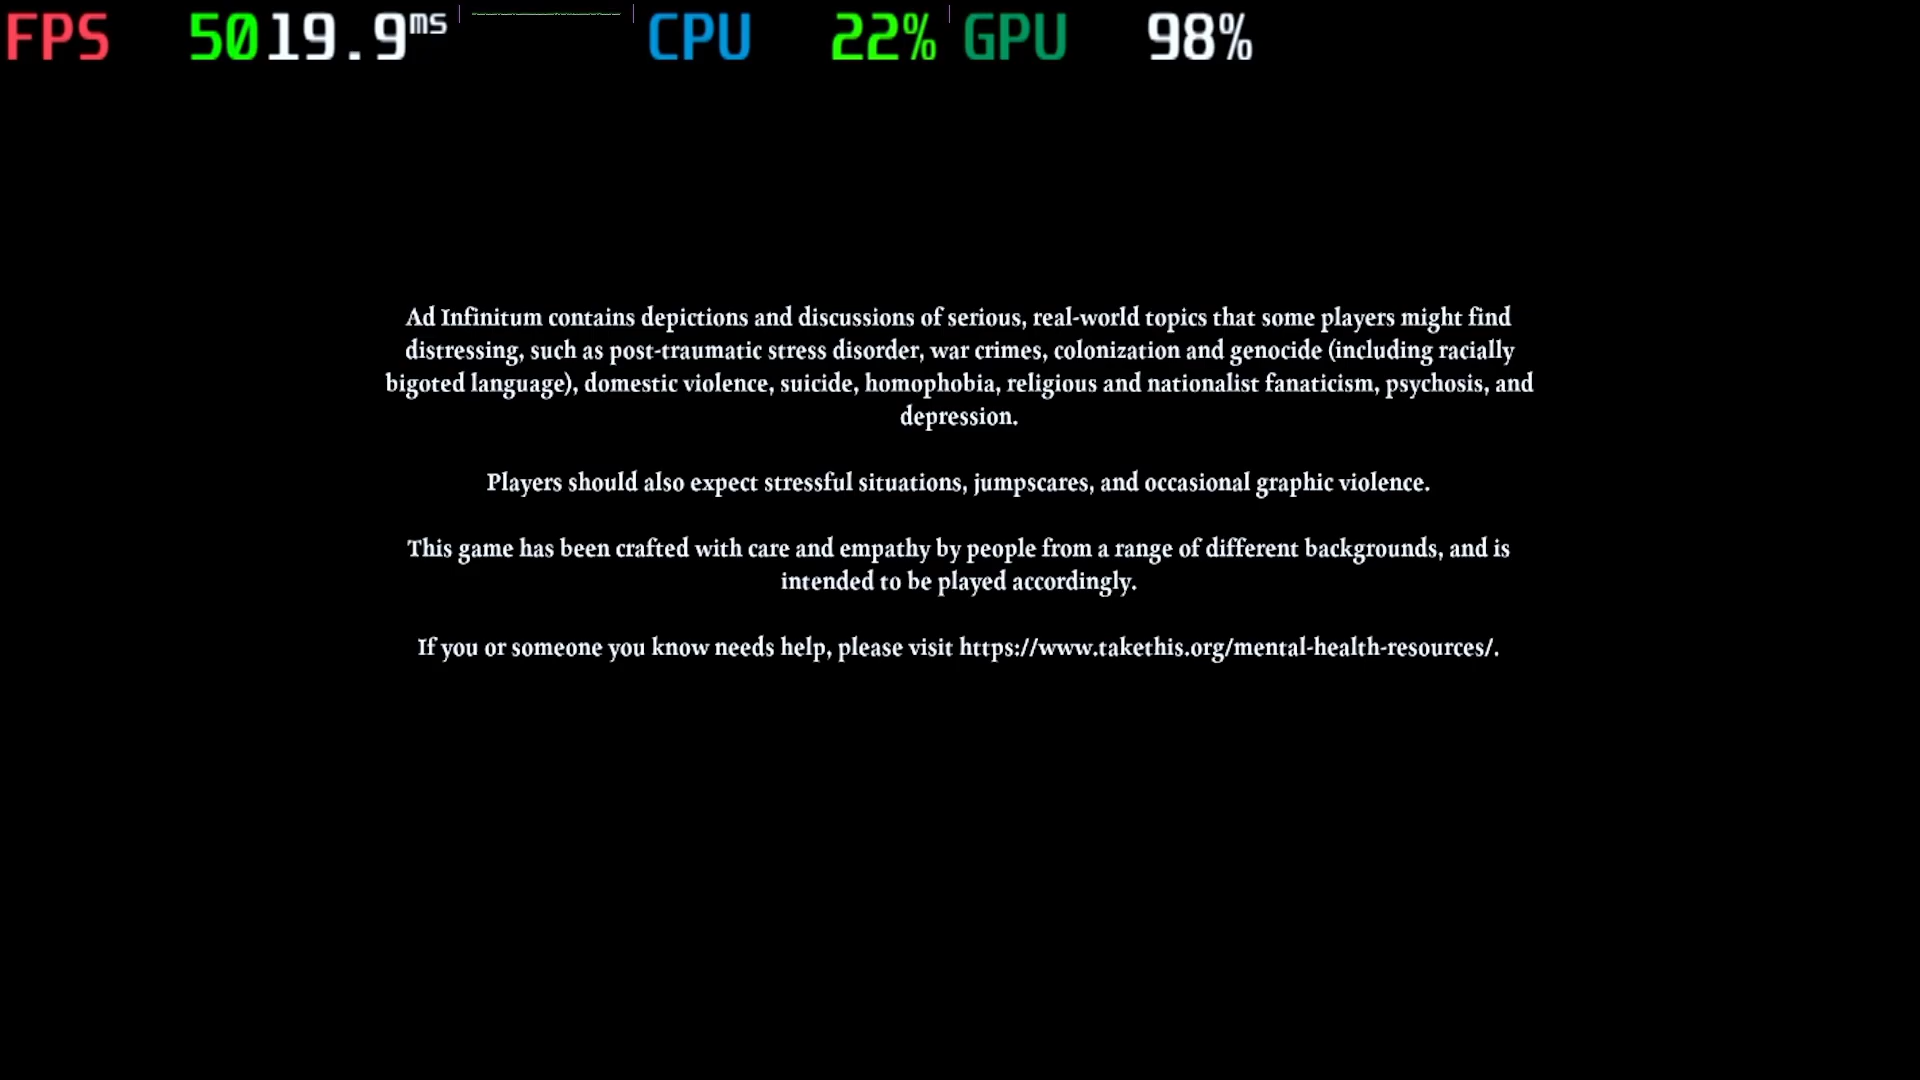 FPS 50 19.9ms CPU 22% GPU 98%
Ad Infinitum contains depictions and discussions of serious, real-world topics that some players might find
distressing, such as post-traumatic stress disorder, war crimes, colonization and genocide (including racially
bigoted language), domestic violence, suicide, homophobia, religious and nationalist fanaticism, psychosis, and
depression.
Players should also expect stressful situations, jumpscares, and occasional graphic violence.
This game has been crafted with care and empathy by people from a range of different backgrounds, and is
intended to be played accordingly.
If you or someone you know needs help, please visit https://www.takethis.org/mental-health-resources/.